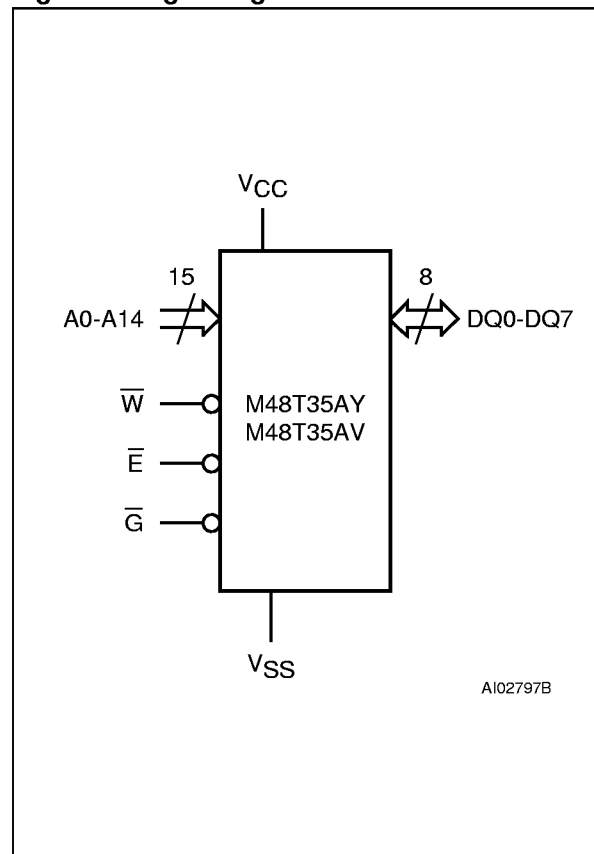 VCC
15
8
A0-A14
DQ0-DQ7
W̅
M48T35AY
M48T35AV
E̅
G̅
VSS
AI02797B